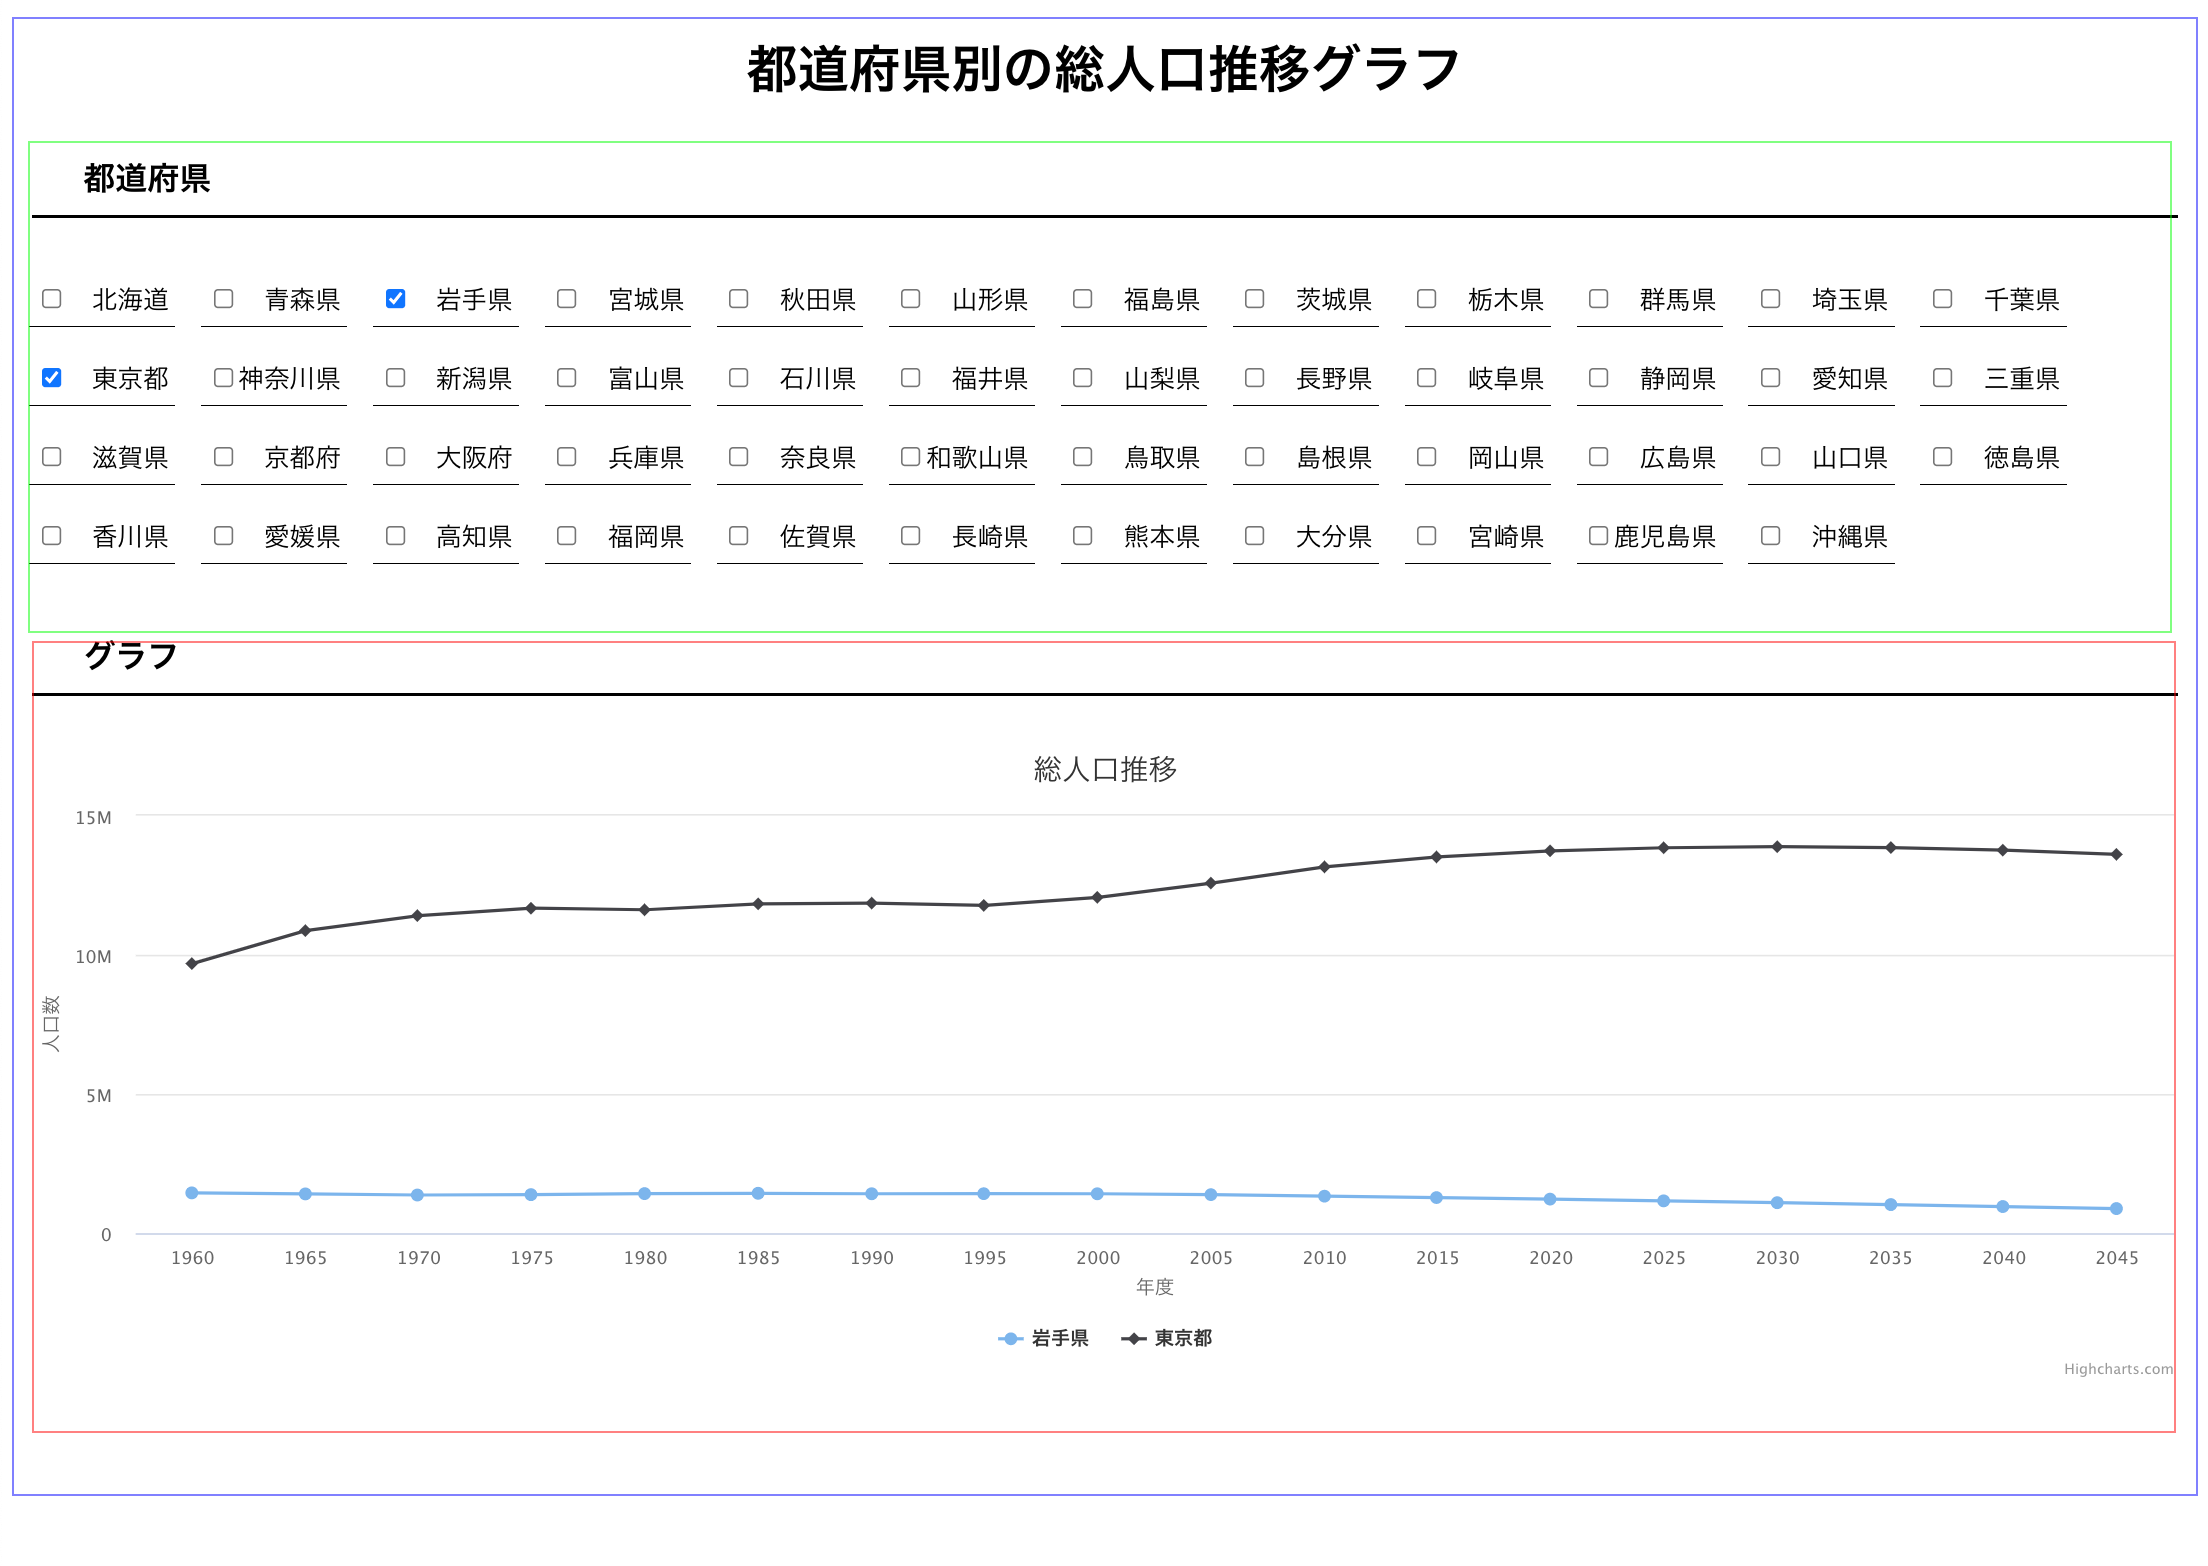 都道府県別の総人口推移グラフ
都道府県
北海道 青森県 岩手県 宮城県 秋田県 山形県 福島県 茨城県 栃木県 群馬県 埼玉県 千葉県
東京都 神奈川県 新潟県 富山県 石川県 福井県 山梨県 長野県 岐阜県 静岡県 愛知県 三重県
滋賀県 京都府 大阪府 兵庫県 奈良県 和歌山県 鳥取県 島根県 岡山県 広島県 山口県 徳島県
香川県 愛媛県 高知県 福岡県 佐賀県 長崎県 熊本県 大分県 宮崎県 鹿児島県 沖縄県
グラフ
総人口推移
15M
10M
人口数
5M
0
1960 1965 1970 1975 1980 1985 1990 1995 2000 2005 2010 2015 2020 2025 2030 2035 2040 2045
年度
岩手県 東京都
Highcharts.com